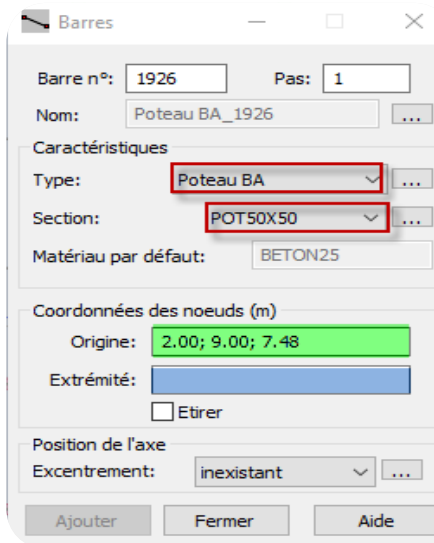 Barres
Barre n°: 1926 Pas: 1
Nom: Poteau BA_1926 ...
Caractéristiques
Type: Poteau BA ...
Section: POT50X50 ...
Matériau par défaut: BETON25
Coordonnées des noeuds (m)
Origine: 2.00; 9.00; 7.48
Extrémité:
Etirer
Position de l'axe
Excentrement: inexistant ...
Ajouter Fermer Aide